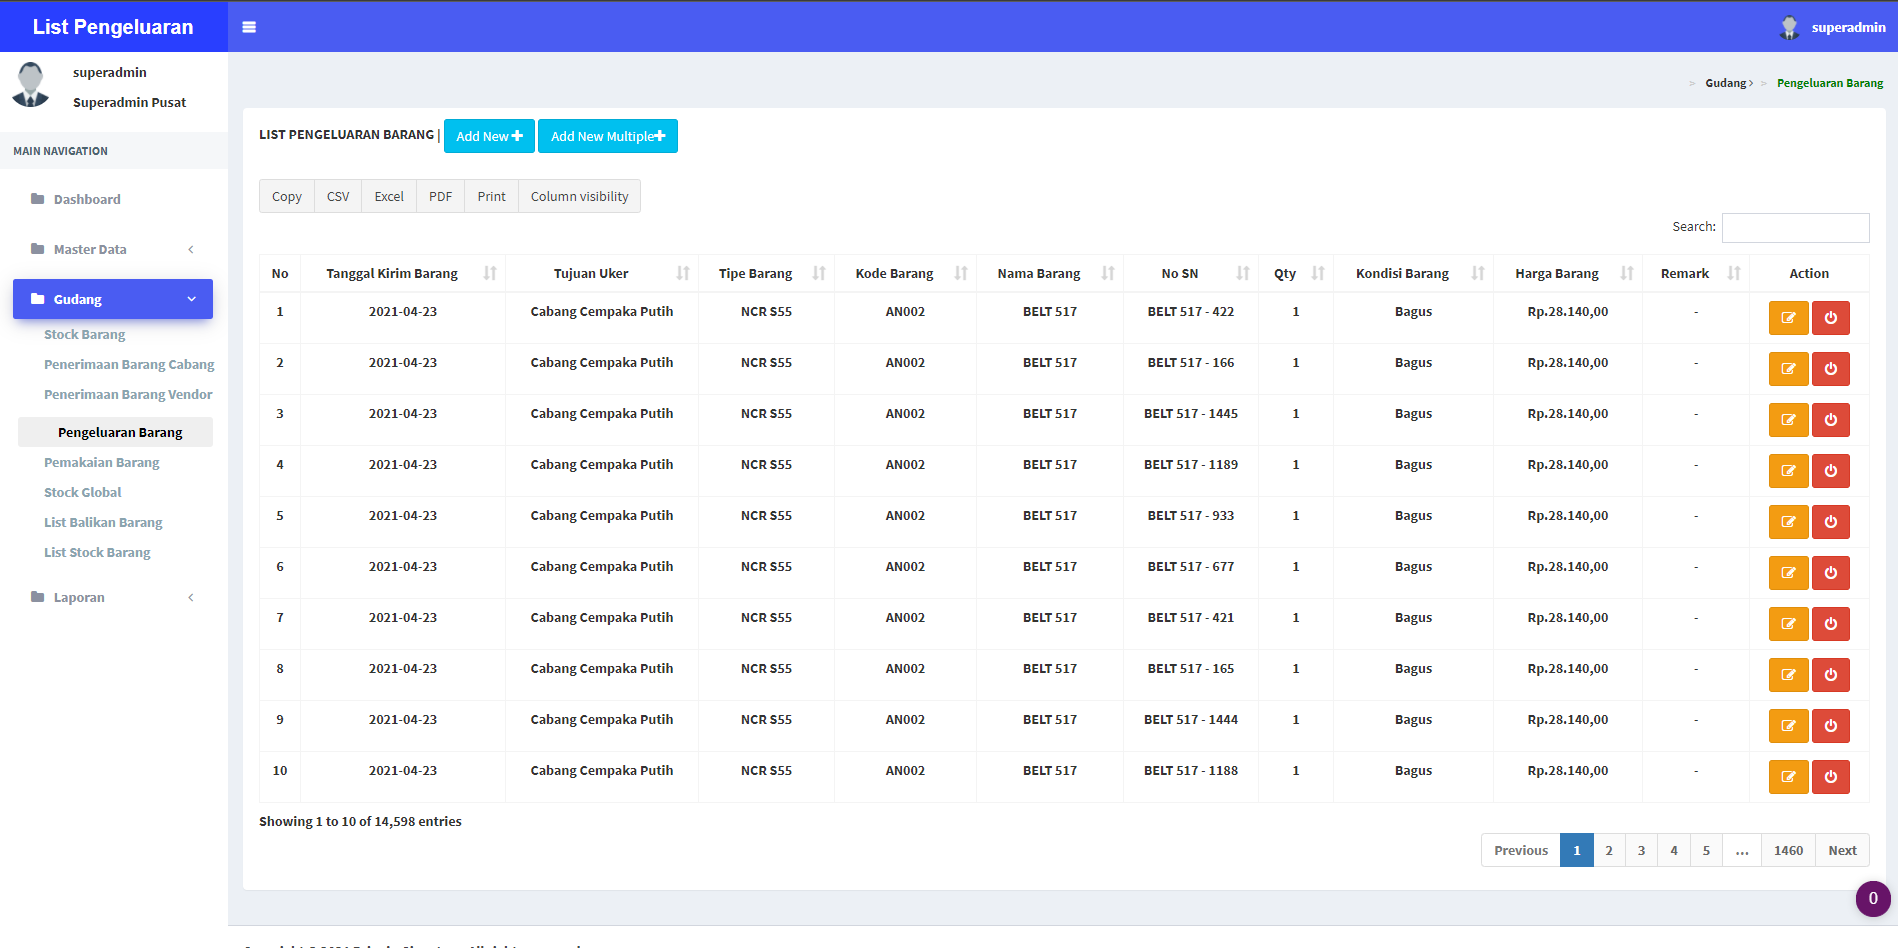 List Pengeluaran
superadmin
superadmin
Superadmin Pusat
MAIN NAVIGATION
Dashboard
Master Data
Gudang
Stock Barang
Penerimaan Barang Cabang
Penerimaan Barang Vendor
Pengeluaran Barang
Pemakaian Barang
Stock Global
List Balikan Barang
List Stock Barang
Laporan
> Gudang > > Pengeluaran Barang
LIST PENGELUARAN BARANG | Add New Add New Multiple
Copy CSV Excel PDF Print Column visibility
Search:
No Tanggal Kirim Barang Tujuan Uker Tipe Barang Kode Barang Nama Barang No SN Qty Kondisi Barang Harga Barang Remark Action
1 2021-04-23 Cabang Cempaka Putih NCR S55 AN002 BELT 517 BELT 517 - 422 1 Bagus Rp.28.140,00 -
2 2021-04-23 Cabang Cempaka Putih NCR S55 AN002 BELT 517 BELT 517 - 166 1 Bagus Rp.28.140,00 -
3 2021-04-23 Cabang Cempaka Putih NCR S55 AN002 BELT 517 BELT 517 - 1445 1 Bagus Rp.28.140,00 -
4 2021-04-23 Cabang Cempaka Putih NCR S55 AN002 BELT 517 BELT 517 - 1189 1 Bagus Rp.28.140,00 -
5 2021-04-23 Cabang Cempaka Putih NCR S55 AN002 BELT 517 BELT 517 - 933 1 Bagus Rp.28.140,00 -
6 2021-04-23 Cabang Cempaka Putih NCR S55 AN002 BELT 517 BELT 517 - 677 1 Bagus Rp.28.140,00 -
7 2021-04-23 Cabang Cempaka Putih NCR S55 AN002 BELT 517 BELT 517 - 421 1 Bagus Rp.28.140,00 -
8 2021-04-23 Cabang Cempaka Putih NCR S55 AN002 BELT 517 BELT 517 - 165 1 Bagus Rp.28.140,00 -
9 2021-04-23 Cabang Cempaka Putih NCR S55 AN002 BELT 517 BELT 517 - 1444 1 Bagus Rp.28.140,00 -
10 2021-04-23 Cabang Cempaka Putih NCR S55 AN002 BELT 517 BELT 517 - 1188 1 Bagus Rp.28.140,00 -
Showing 1 to 10 of 14,598 entries
Previous 1 2 3 4 5 ... 1460 Next
0